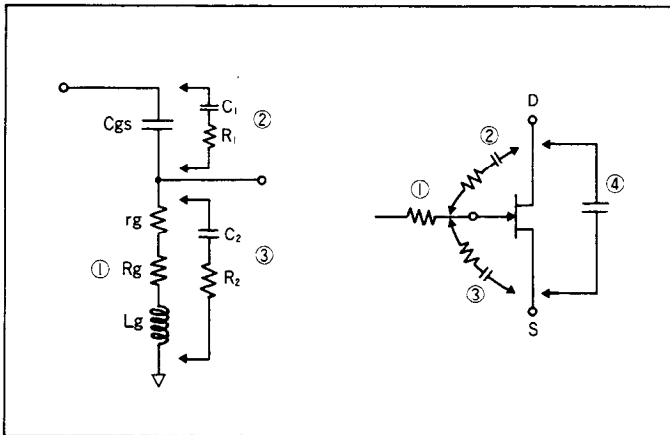 Cgs
C₁
R₁
②
rg
① Rg
Lg
C₂
R₂
③
D
②
①
③
④
S